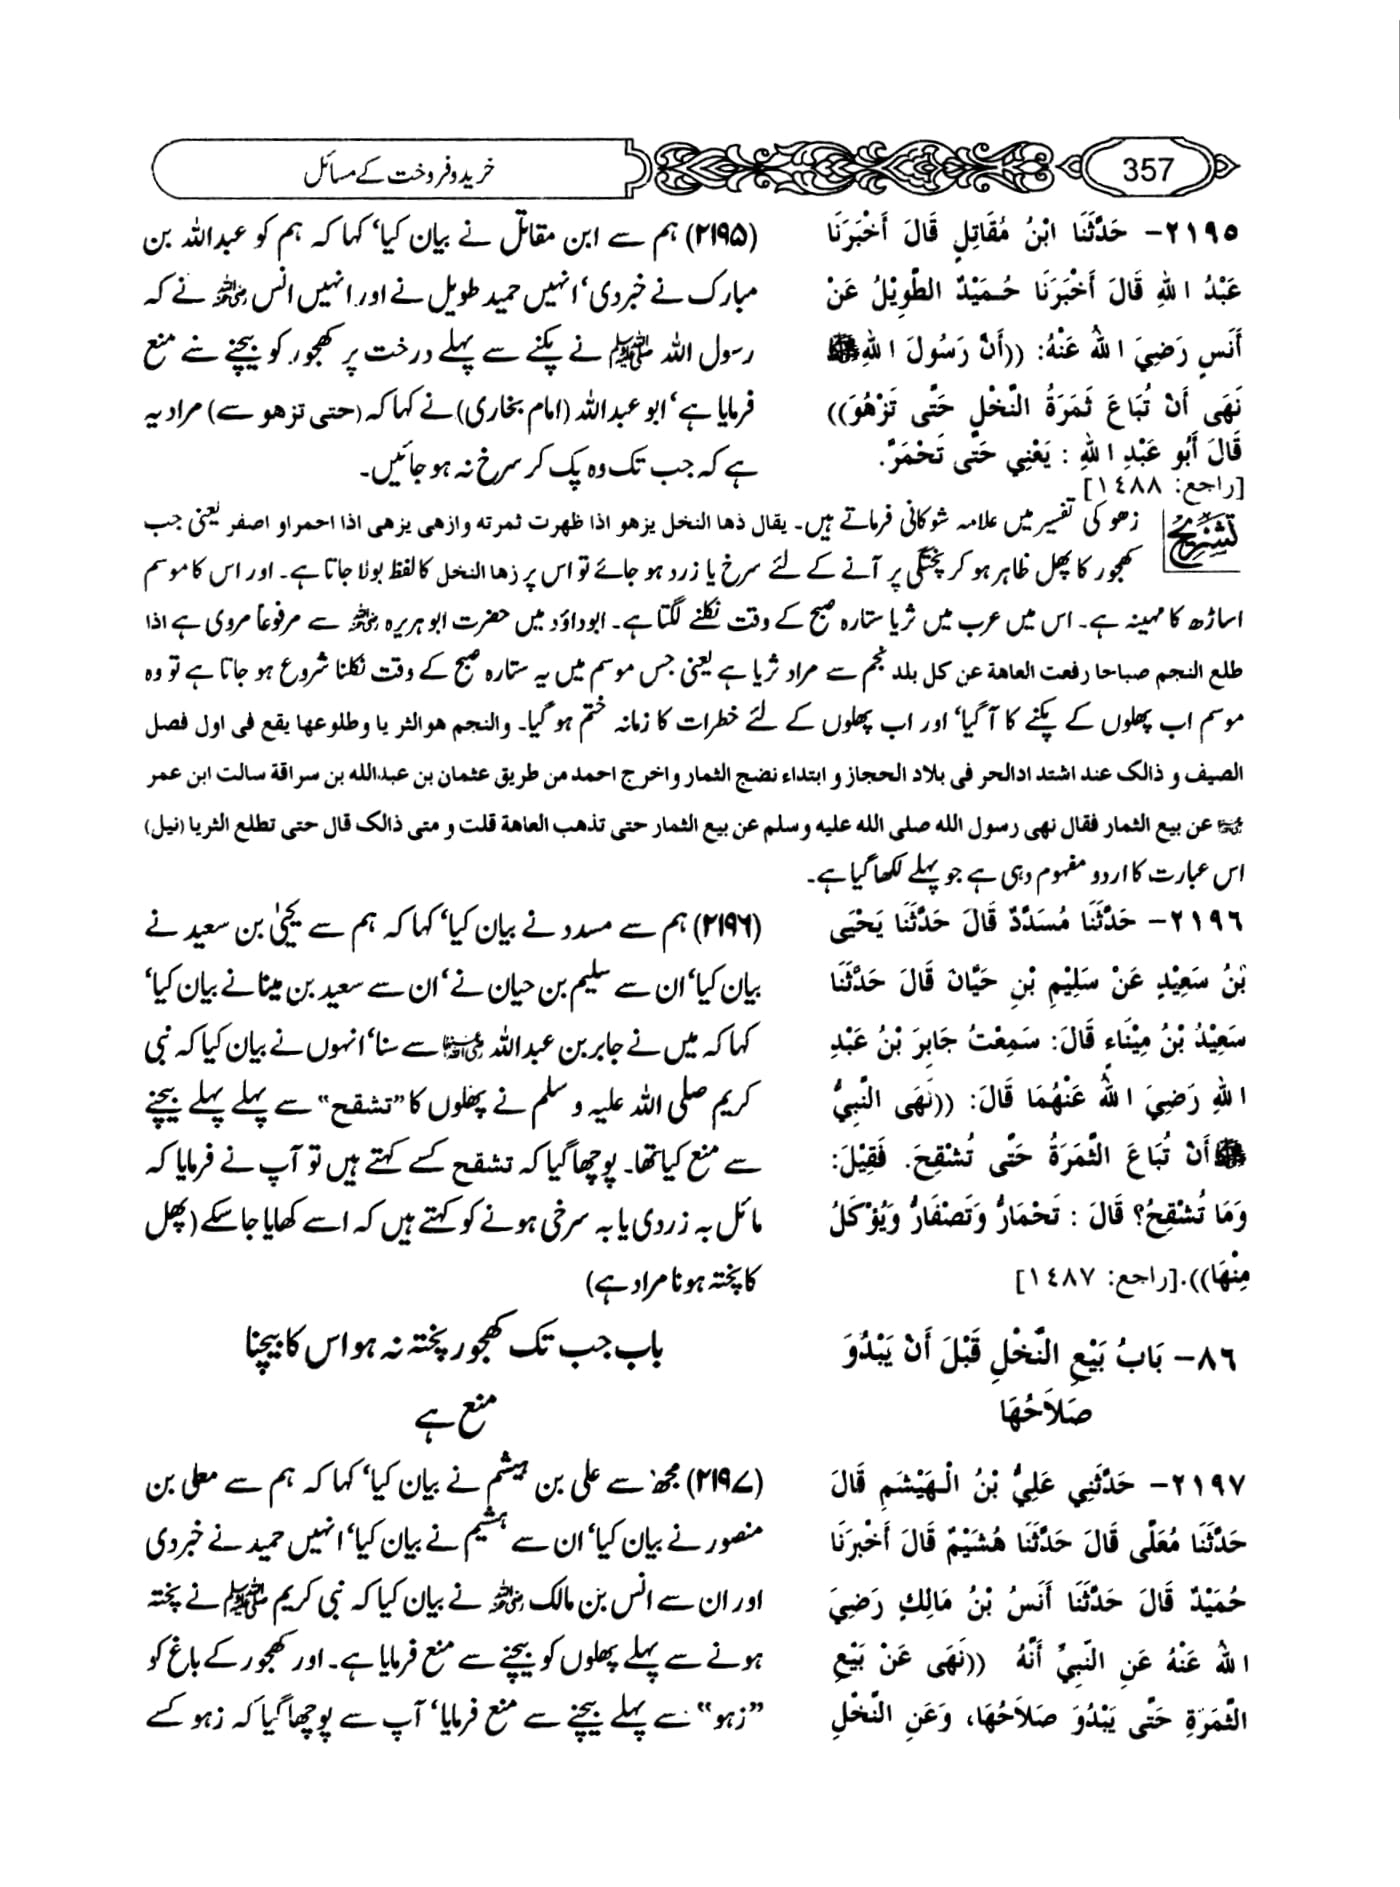 357
خرید و فروخت کے مسائل
٢١٩٥– حَدَّثَنَا ابْنُ مُقَاتِلٍ قَالَ أَخْبَرَنَا
عَبْدُ اللهِ قَالَ أَخْبَرَنَا حُمَيْدٌ الطَّوِيْلُ عَنْ
أَنَسٍ رَضِيَ اللهُ عَنْهُ: ((أَنَّ رَسُولَ اللهِ ﷺ
نَهَى أَنْ تُبَاعَ ثَمَرَةُ النَّخْلِ حَتَّى تَزْهُوَ))
قَالَ أَبُو عَبْدِ اللهِ : يَعْنِي حَتَّى تَحْمَرَّ.
[راجع: ١٤٨٨]
(۲۱۹۵) ہم سے ابن مقاتل نے بیان کیا‘ کہا کہ ہم کو عبداللہ بن
مبارک نے خبر دی‘ انہیں حمید طویل نے اور انہیں انس رضی اللہ عنہ نے کہ
رسول اللہ ﷺ نے پکنے سے پہلے درخت پر کھجور کو بیچنے سے منع
فرمایا ہے‘ ابو عبداللہ (امام بخاری) نے کہا کہ (حتی تزھو سے) مراد یہ
ہے کہ جب تک وہ پک کر سرخ نہ ہو جائیں۔
تشریح
زھو کی تفسیر میں علامہ شوکانی فرماتے ہیں۔ یقال ذھا النخل یزھو اذا ظھرت ثمرته وازھی یزھی اذا احمر او اصفر یعنی جب
کھجور کا پھل ظاہر ہو کر پختگی پر آنے کے لئے سرخ یا زرد ہو جائے تو اس پر زھا النخل کا لفظ بولا جاتا ہے۔ اور اس کا موسم
اساڑھ کا مہینہ ہے۔ اس میں عرب میں ثریا ستارہ صبح کے وقت نکلنے لگتا ہے۔ ابوداؤد میں حضرت ابو ہریرہ رضی اللہ عنہ سے مرفوعاً مروی ہے اذا
طلع النجم صباحا رفعت العاهة عن کل بلد نجم سے مراد ثریا ہے یعنی جس موسم میں یہ ستارہ صبح کے وقت نکلنا شروع ہو جاتا ہے تو وہ
موسم اب پھلوں کے پکنے کا آ گیا‘ اور اب پھلوں کے لئے خطرات کا زمانہ ختم ہو گیا۔ والنجم هو الثریا وطلوعها یقع فی اول فصل
الصیف و ذالک عند اشتد ادالحر فی بلاد الحجاز و ابتداء نضج الثمار واخرج احمد من طریق عثمان بن عبدالله بن سراقة سالت ابن عمر
رضی اللہ عنہما عن بیع الثمار فقال نهی رسول الله صلی الله علیه وسلم عن بیع الثمار حتی تذهب العاهة قلت و متی ذالک قال حتی تطلع الثریا (نیل)
اس عبارت کا اردو مفہوم وہی ہے جو پہلے لکھا گیا ہے۔
٢١٩٦– حَدَّثَنَا مُسَدَّدٌ قَالَ حَدَّثَنَا يَحْيَى
بْنُ سَعِيْدٍ عَنْ سَلِيْمِ بْنِ حَيَّانَ قَالَ حَدَّثَنَا
سَعِيْدُ بْنُ مِيْنَاءَ قَالَ: سَمِعْتُ جَابِرَ بْنُ عَبْدِ
اللهِ رَضِيَ اللهُ عَنْهُمَا قَالَ: ((نَهَى النَّبِيُّ
ﷺ أَنْ تُبَاعَ الثَّمَرَةُ حَتَّى تُشْقِحَ. فَقِيْلَ:
وَمَا تُشْقِحُ؟ قَالَ : تَحْمَارُّ وَتَصْفَارُّ وَيُؤْكَلُ
مِنْهَا)).[راجع: ١٤٨٧]
(۲۱۹۶) ہم سے مسدد نے بیان کیا‘ کہا کہ ہم سے یحییٰ بن سعید نے
بیان کیا‘ ان سے سلیم بن حیان نے‘ ان سے سعید بن مینا نے بیان کیا‘
کہا کہ میں نے جابر بن عبداللہ رضی اللہ عنہما سے سنا‘ انہوں نے بیان کیا کہ نبی
کریم صلی اللہ علیہ و سلم نے پھلوں کا ”تشقح“ سے پہلے پہلے بیچنے
سے منع کیا تھا۔ پوچھا گیا کہ تشقح کسے کہتے ہیں تو آپ نے فرمایا کہ
مائل بہ زردی یا بہ سرخی ہونے کو کہتے ہیں کہ اسے کھایا جا سکے (پھل
کا پختہ ہونا مراد ہے)
٨٦– بَابُ بَيْعِ النَّخْلِ قَبْلَ أَنْ يَبْدُوَ
صَلاَحُهَا
باب جب تک کھجور پختہ نہ ہو اس کا بیچنا
منع ہے
٢١٩٧– حَدَّثَنِي عَلِيُّ بْنُ الْهَيْثَمِ قَالَ
حَدَّثَنَا مُعَلَّى قَالَ حَدَّثَنَا هُشَيْمٌ قَالَ أَخْبَرَنَا
حُمَيْدٌ قَالَ حَدَّثَنَا أَنَسُ بْنُ مَالِكٍ رَضِيَ
اللهُ عَنْهُ عَنِ النَّبِيِّ أَنَّهُ ((نَهَى عَنْ بَيْعِ
الثَّمَرَةِ حَتَّى يَبْدُوَ صَلاَحُهَا، وَعَنِ النَّخْلِ
(۲۱۹۷) مجھ سے علی بن ہیثم نے بیان کیا‘ کہا کہ ہم سے معلی بن
منصور نے بیان کیا‘ ان سے ہشیم نے بیان کیا‘ انہیں حمید نے خبر دی
اور ان سے انس بن مالک رضی اللہ عنہ نے بیان کیا کہ نبی کریم ﷺ نے پختہ
ہونے سے پہلے پھلوں کو بیچنے سے منع فرمایا ہے۔ اور کھجور کے باغ کو
”زہو“ سے پہلے بیچنے سے منع فرمایا‘ آپ سے پوچھا گیا کہ زہو کسے